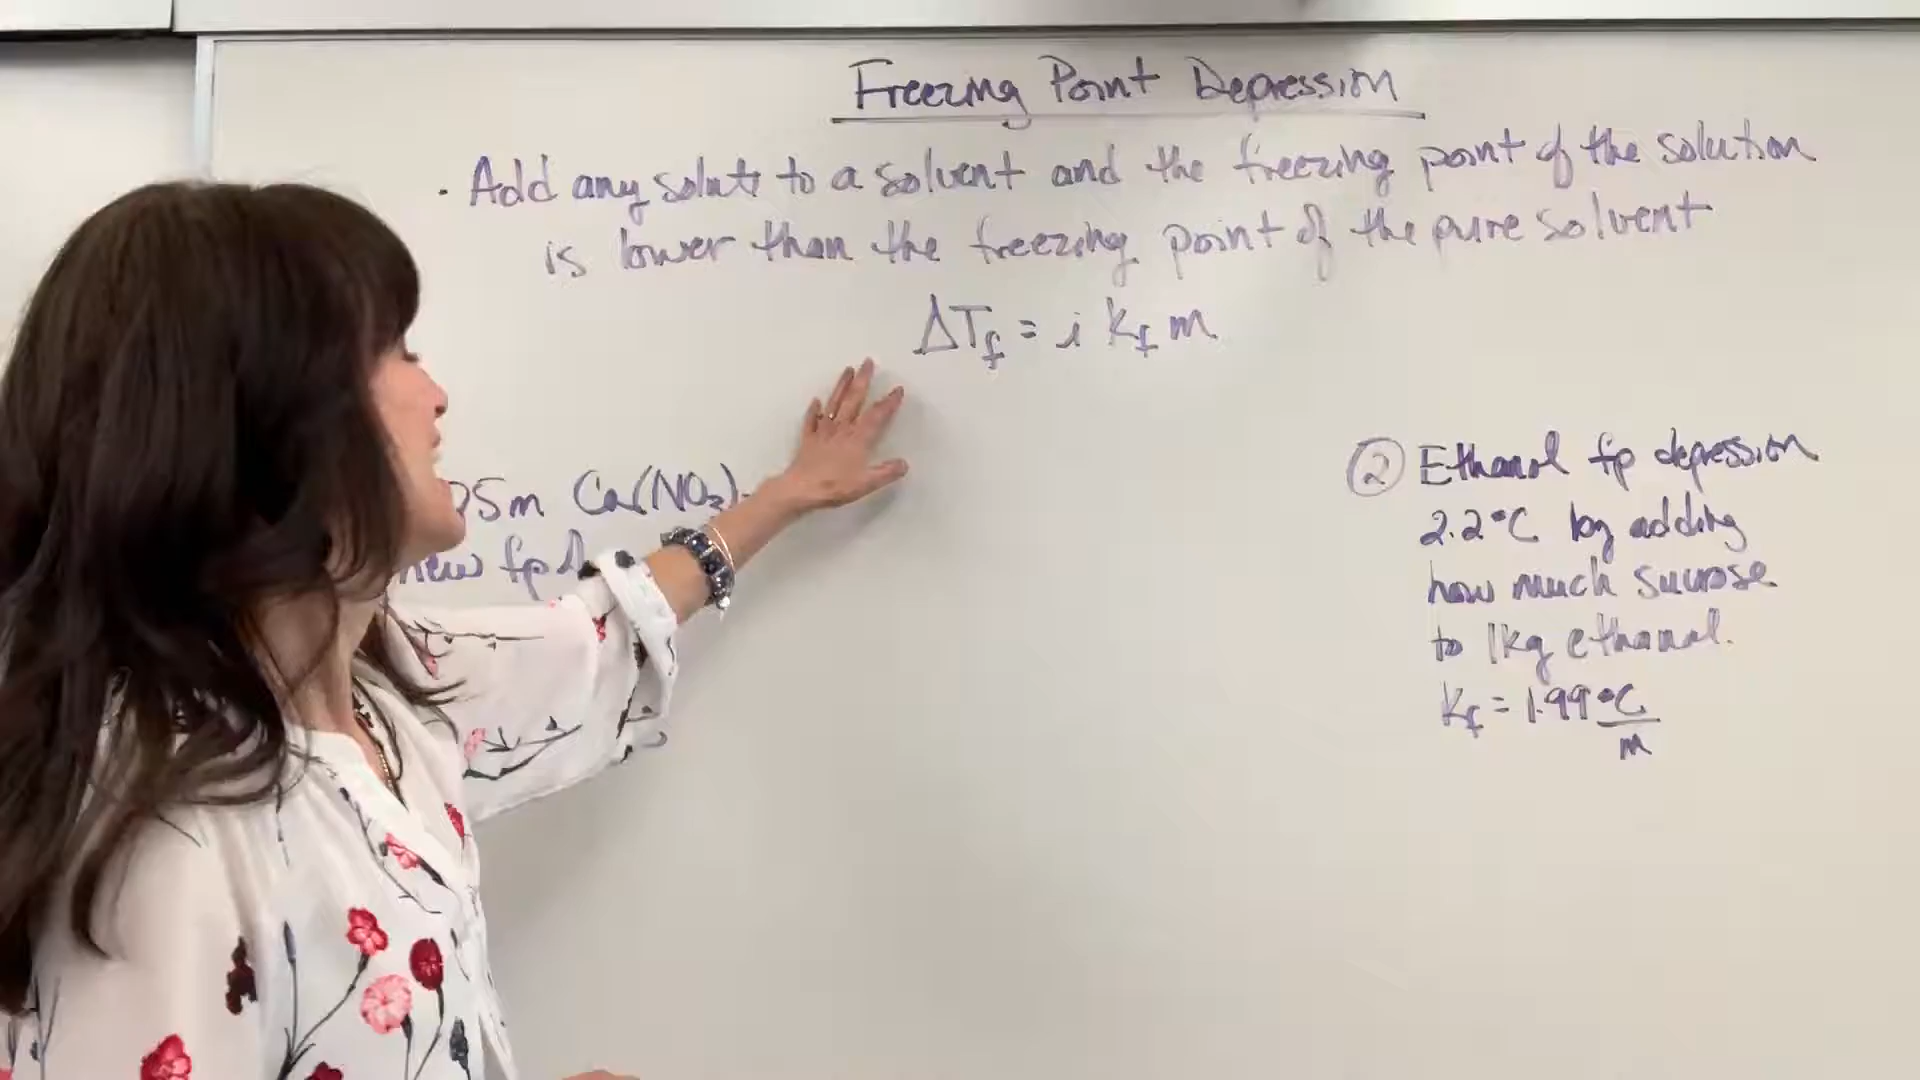 Freezing Point Depression
· Add any solute to a solvent and the freezing point of the solution
is lower than the freezing point of the pure solvent
ΔTf = i kf m
5m Ca(NO3)
new fp
② Ethanol fp depression
2.2°C by adding
how much sucrose
to 1kg ethanol.
kf = 1.99 °C
m